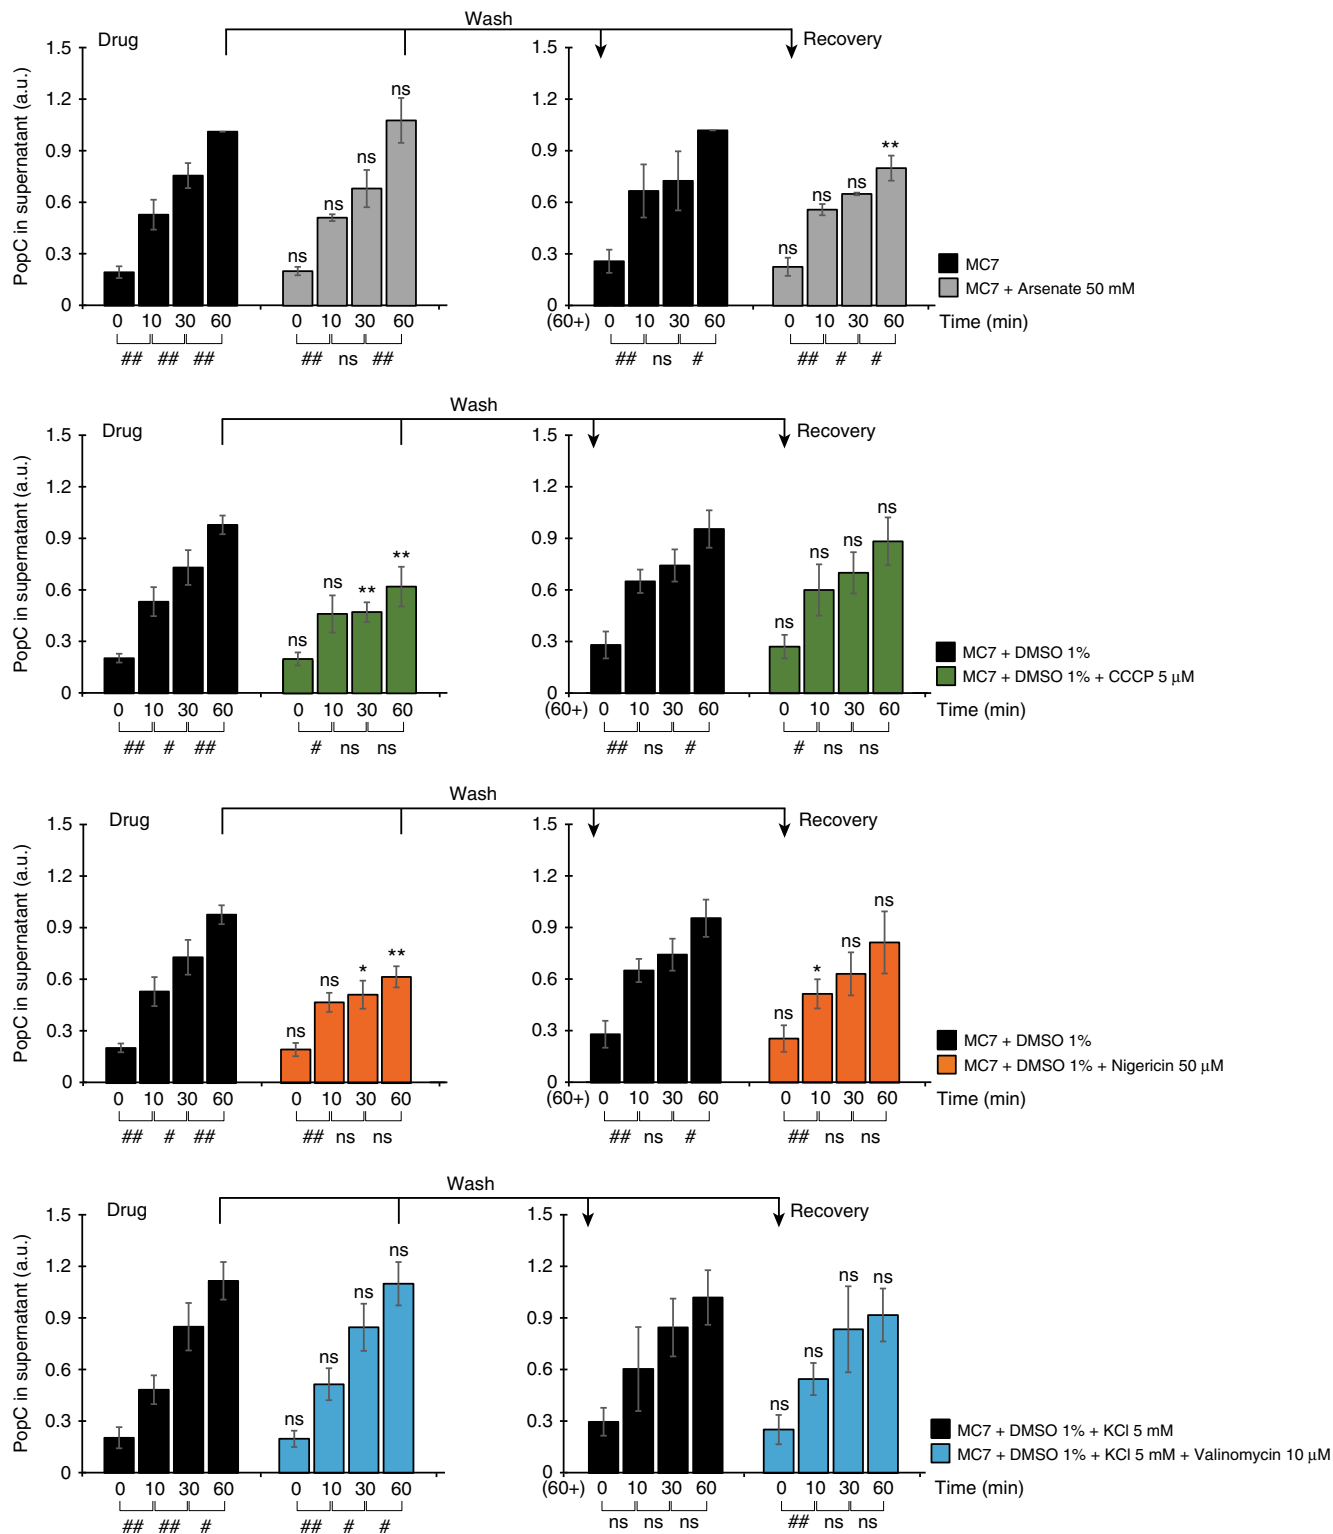 Wash
Drug
Recovery
PopC in supernatant (a.u.)
1.5 1.5
1.2 1.2
0.9 0.9
0.6 0.6
0.3 0.3
0 0
ns ns ns ns
ns ns ns **
MC7
MC7 + Arsenate 50 mM
0 10 30 60 0 10 30 60 (60+) 0 10 30 60 0 10 30 60 Time (min)
## ## ## ## ns ## ## ns # ## # #
Wash
Drug
Recovery
PopC in supernatant (a.u.)
1.5 1.5
1.2 1.2
0.9 0.9
0.6 0.6
0.3 0.3
0 0
ns ns ** **
ns ns ns ns
MC7 + DMSO 1%
MC7 + DMSO 1% + CCCP 5 μM
0 10 30 60 0 10 30 60 (60+) 0 10 30 60 0 10 30 60 Time (min)
## # ## # ns ns ## ns # # ns ns
Wash
Drug
Recovery
PopC in supernatant (a.u.)
1.5 1.5
1.2 1.2
0.9 0.9
0.6 0.6
0.3 0.3
0 0
ns ns * **
ns * ns ns
MC7 + DMSO 1%
MC7 + DMSO 1% + Nigericin 50 μM
0 10 30 60 0 10 30 60 (60+) 0 10 30 60 0 10 30 60 Time (min)
## # ## ## ns ns ## ns # ## ns ns
Wash
Drug
Recovery
PopC in supernatant (a.u.)
1.5 1.5
1.2 1.2
0.9 0.9
0.6 0.6
0.3 0.3
0 0
ns ns ns ns
ns ns ns ns
MC7 + DMSO 1% + KCl 5 mM
MC7 + DMSO 1% + KCl 5 mM + Valinomycin 10 μM
0 10 30 60 0 10 30 60 (60+) 0 10 30 60 0 10 30 60 Time (min)
## ## # ## # # ns ns ns ## ns ns